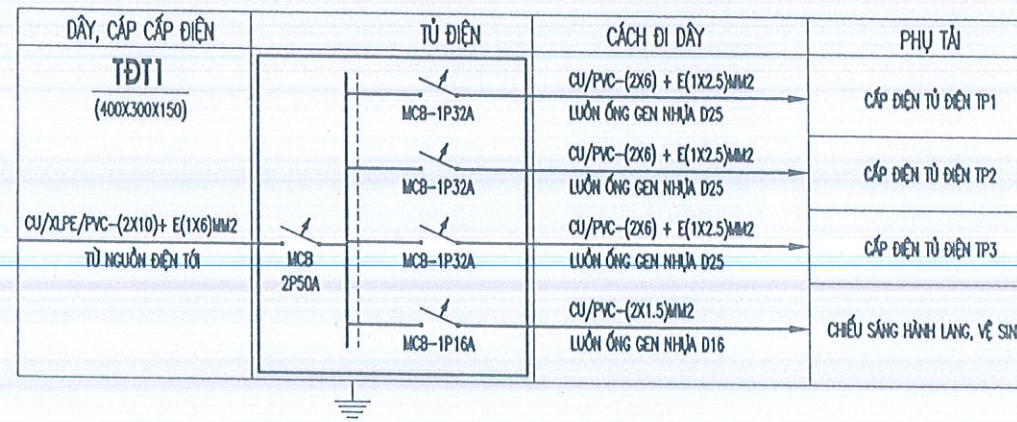 DÂY, CÁP CẤP ĐIỆN
TỦ ĐIỆN
CÁCH ĐI DÂY
PHỤ TẢI
TĐT1
(400X300X150)
MCB-1P32A
CU/PVC-(2X6) + E(1X2.5)MM2
LUỒN ỐNG GEN NHỰA D25
CẤP ĐIỆN TỦ ĐIỆN TP1
MCB-1P32A
CU/PVC-(2X6) + E(1X2.5)MM2
LUỒN ỐNG GEN NHỰA D25
CẤP ĐIỆN TỦ ĐIỆN TP2
CU/XLPE/PVC-(2X10)+ E(1X6)MM2
TỪ NGUỒN ĐIỆN TỚI
MCB
2P50A
MCB-1P32A
CU/PVC-(2X6) + E(1X2.5)MM2
LUỒN ỐNG GEN NHỰA D25
CẤP ĐIỆN TỦ ĐIỆN TP3
MCB-1P16A
CU/PVC-(2X1.5)MM2
LUỒN ỐNG GEN NHỰA D16
CHIẾU SÁNG HÀNH LANG, VỆ SIN